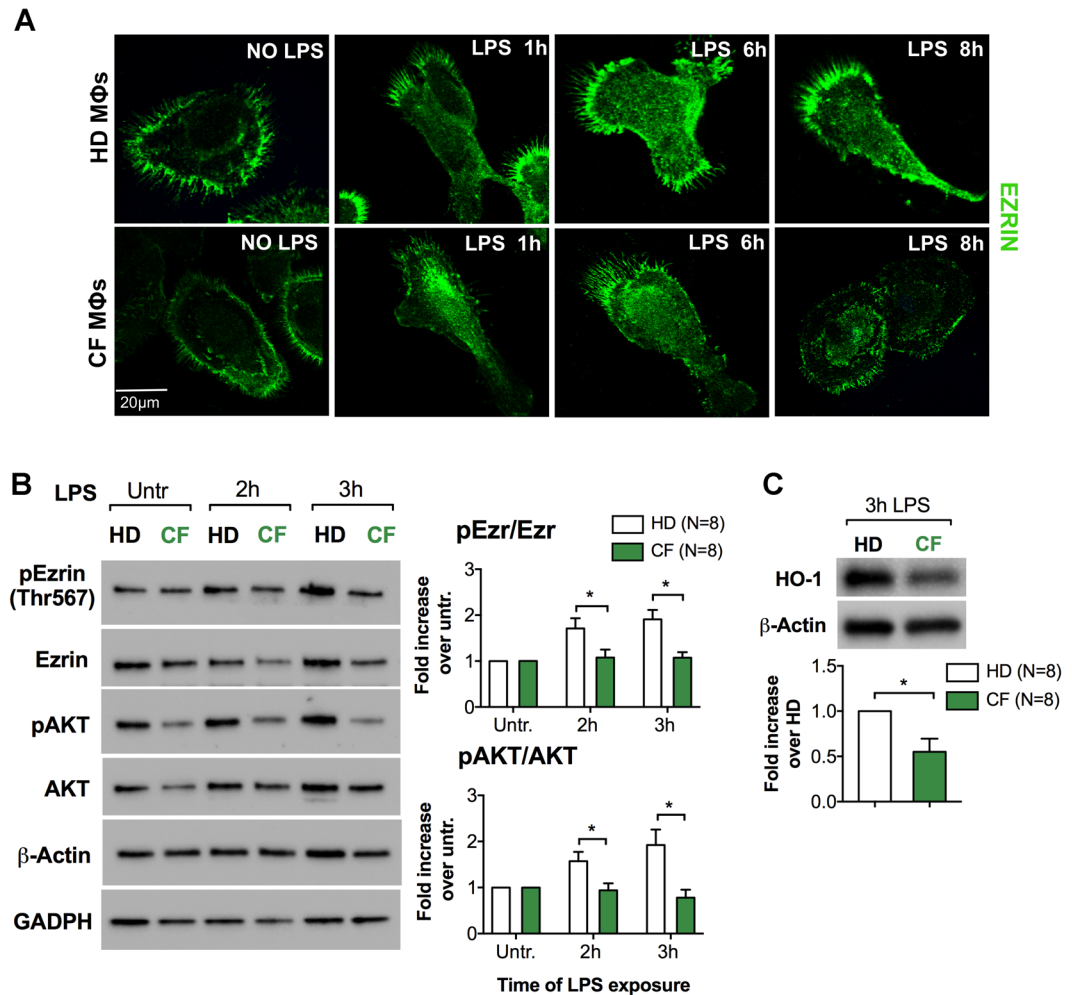 A
NO LPS
LPS 1h
LPS 6h
LPS 8h
HD MΦs
NO LPS
LPS 1h
LPS 6h
LPS 8h
CF MΦs
20µm
EZRIN
B
LPS
Untr
2h
3h
HD CF HD CF HD CF
pEzrin
(Thr567)
Ezrin
pAKT
AKT
β-Actin
GADPH
pEzr/Ezr
HD (N=8)
CF (N=8)
Fold increase
over untr.
3
2
1
0
*
*
Untr. 2h 3h
pAKT/AKT
Fold increase
over untr.
3
2
1
0
*
*
Untr. 2h 3h
Time of LPS exposure
C
3h LPS
HD CF
HO-1
β-Actin
HD (N=8)
CF (N=8)
Fold increase
over HD
1.5
1.0
0.5
0.0
*